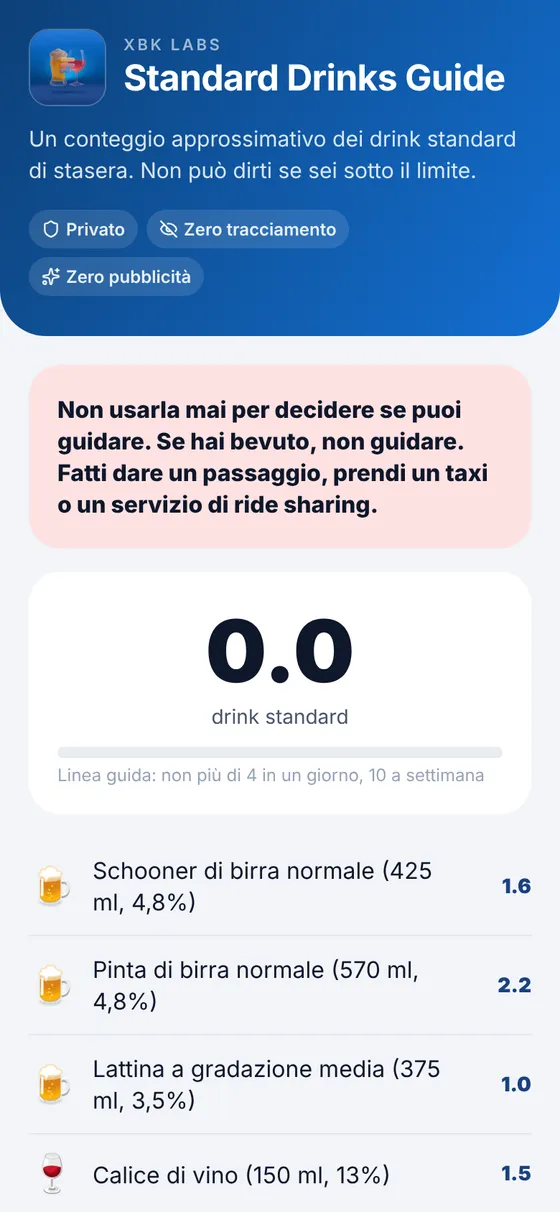 XBK LABS
Standard Drinks Guide
Un conteggio approssimativo dei drink standard
di stasera. Non può dirti se sei sotto il limite.
Privato
Zero tracciamento
Zero pubblicità
Non usarla mai per decidere se puoi
guidare. Se hai bevuto, non guidare.
Fatti dare un passaggio, prendi un taxi
o un servizio di ride sharing.
0.0
drink standard
Linea guida: non più di 4 in un giorno, 10 a settimana
Schooner di birra normale (425
ml, 4,8%)
1.6
Pinta di birra normale (570 ml,
4,8%)
2.2
Lattina a gradazione media (375
ml, 3,5%)
1.0
Calice di vino (150 ml, 13%)
1.5